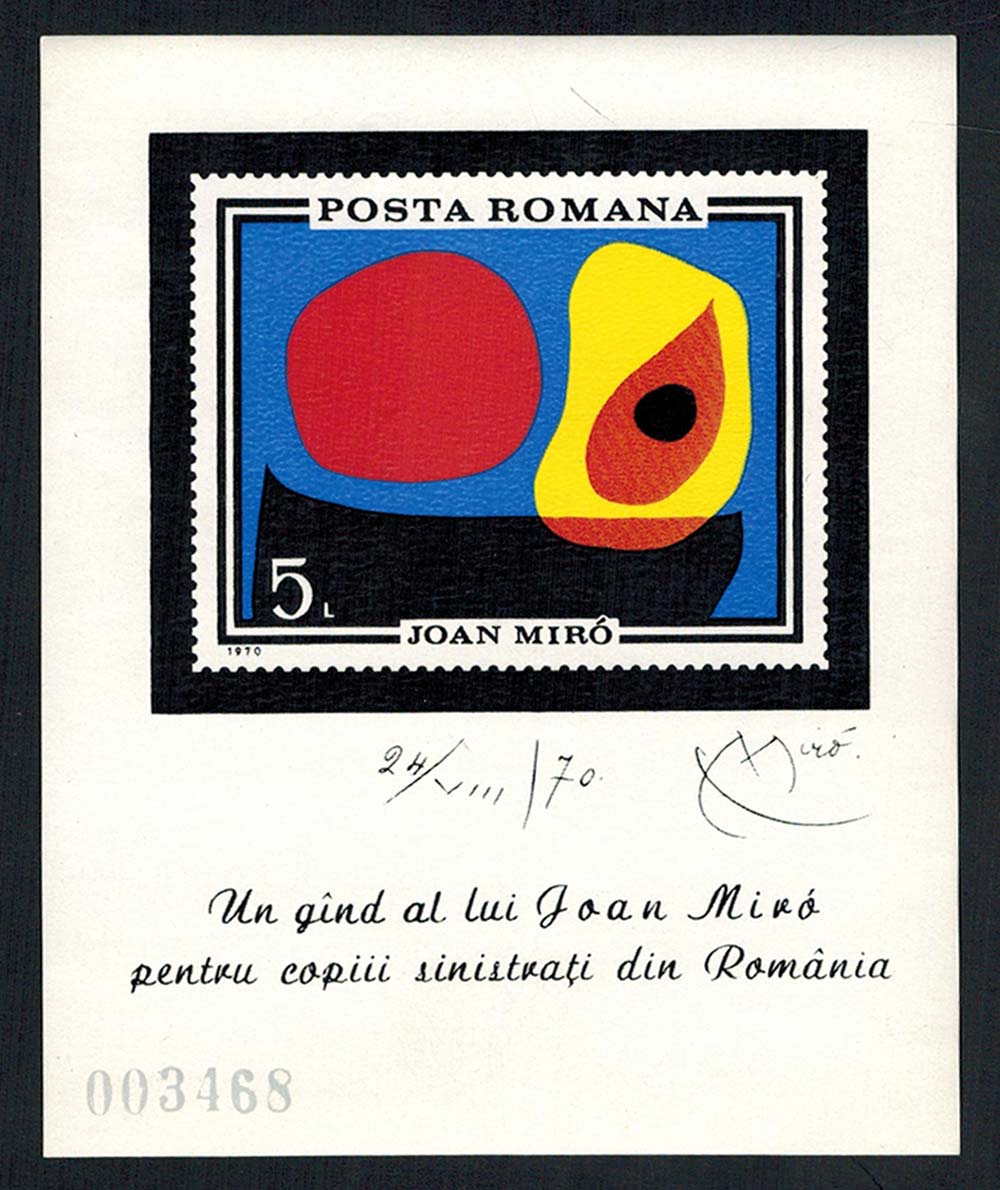 POSTA ROMANA
5 L
JOAN MIRÓ
1970
24/VIII/70. Miró.
Un gînd al lui Joan Miró
pentru copiii sinistrați din România
003468